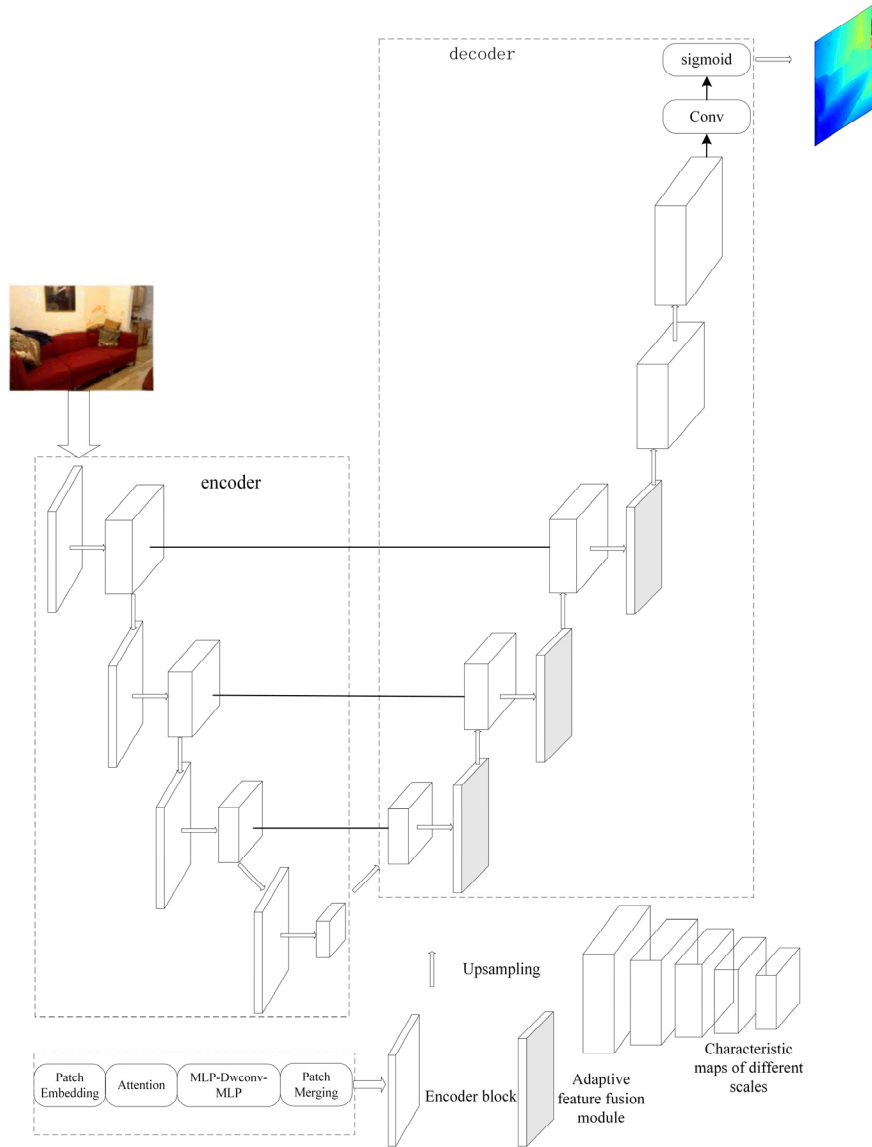 decoder
sigmoid
Conv
encoder
Upsampling
Patch
Embedding
Attention
MLP-Dwconv-
MLP
Patch
Merging
Encoder block
Adaptive
feature fusion
module
Characteristic
maps of different
scales